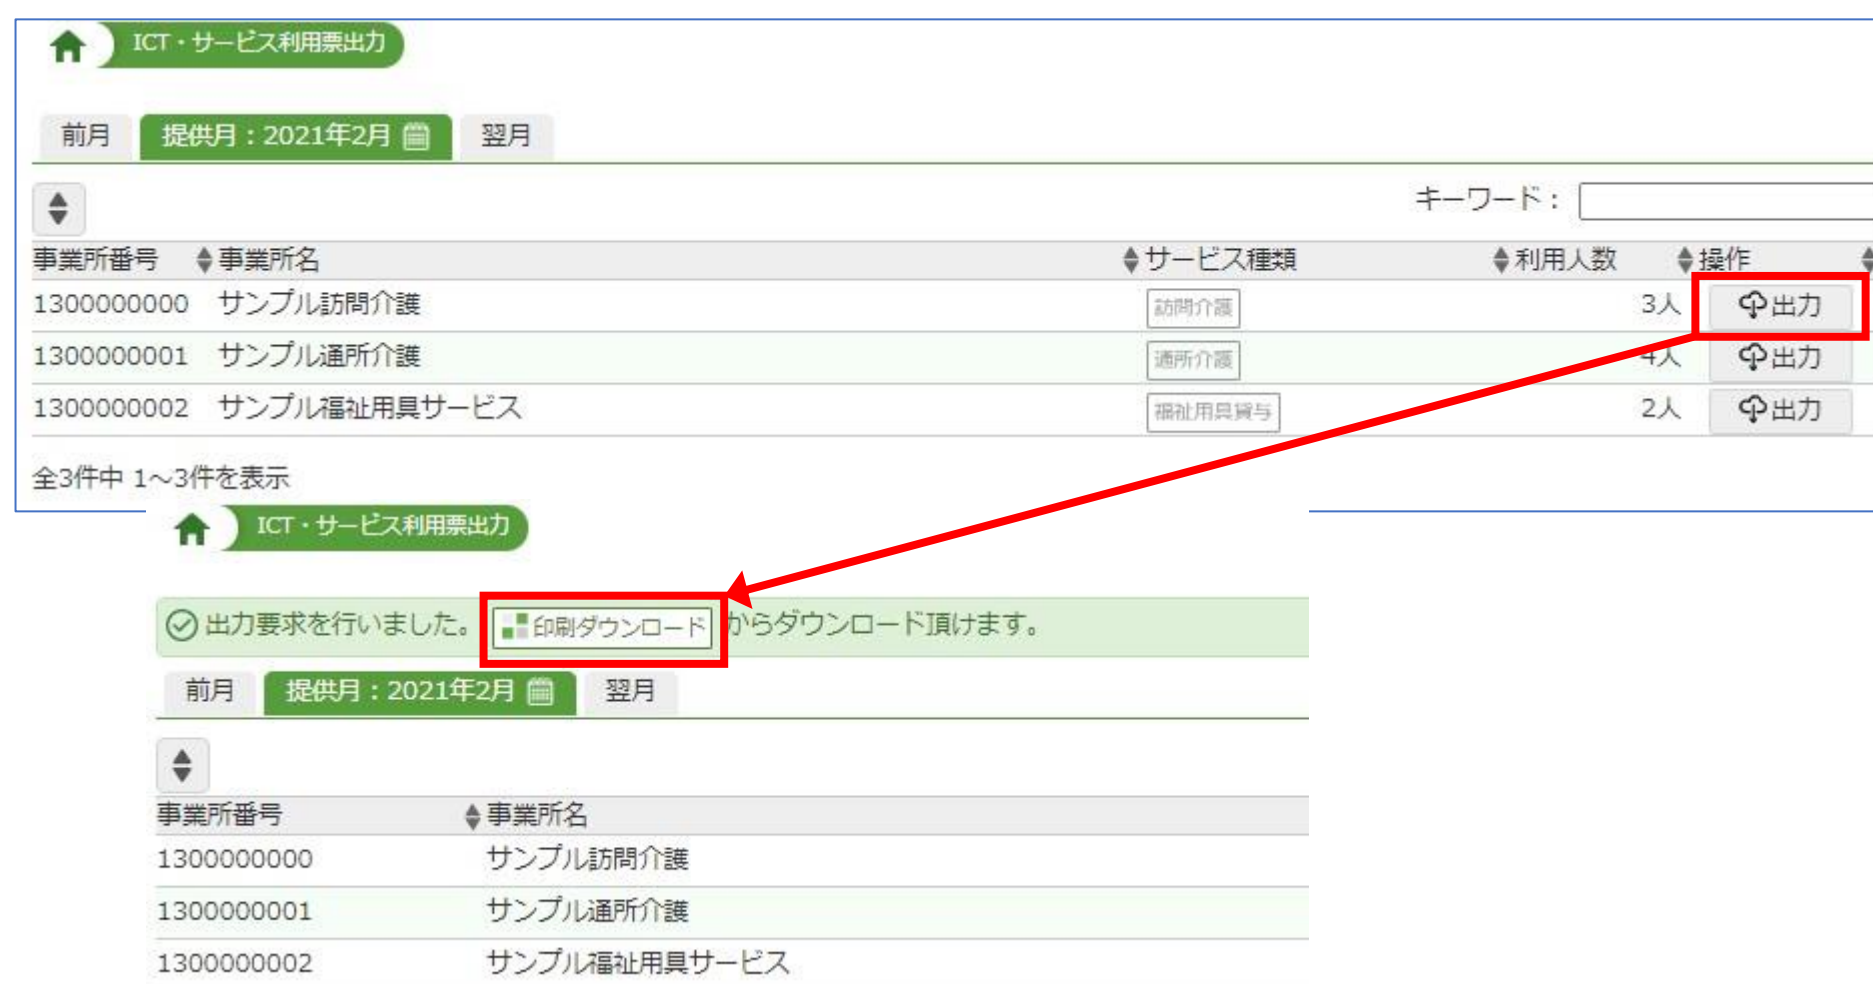 ICT・サービス利用票出力
前月 提供月：2021年2月 翌月
キーワード：
事業所番号 事業所名 サービス種類 利用人数 操作
1300000000 サンプル訪問介護 訪問介護 3人 出力
1300000001 サンプル通所介護 通所介護 4人 出力
1300000002 サンプル福祉用具サービス 福祉用具貸与 2人 出力
全3件中 1～3件を表示
ICT・サービス利用票出力
出力要求を行いました。 印刷ダウンロード からダウンロード頂けます。
前月 提供月：2021年2月 翌月
事業所番号 事業所名
1300000000 サンプル訪問介護
1300000001 サンプル通所介護
1300000002 サンプル福祉用具サービス